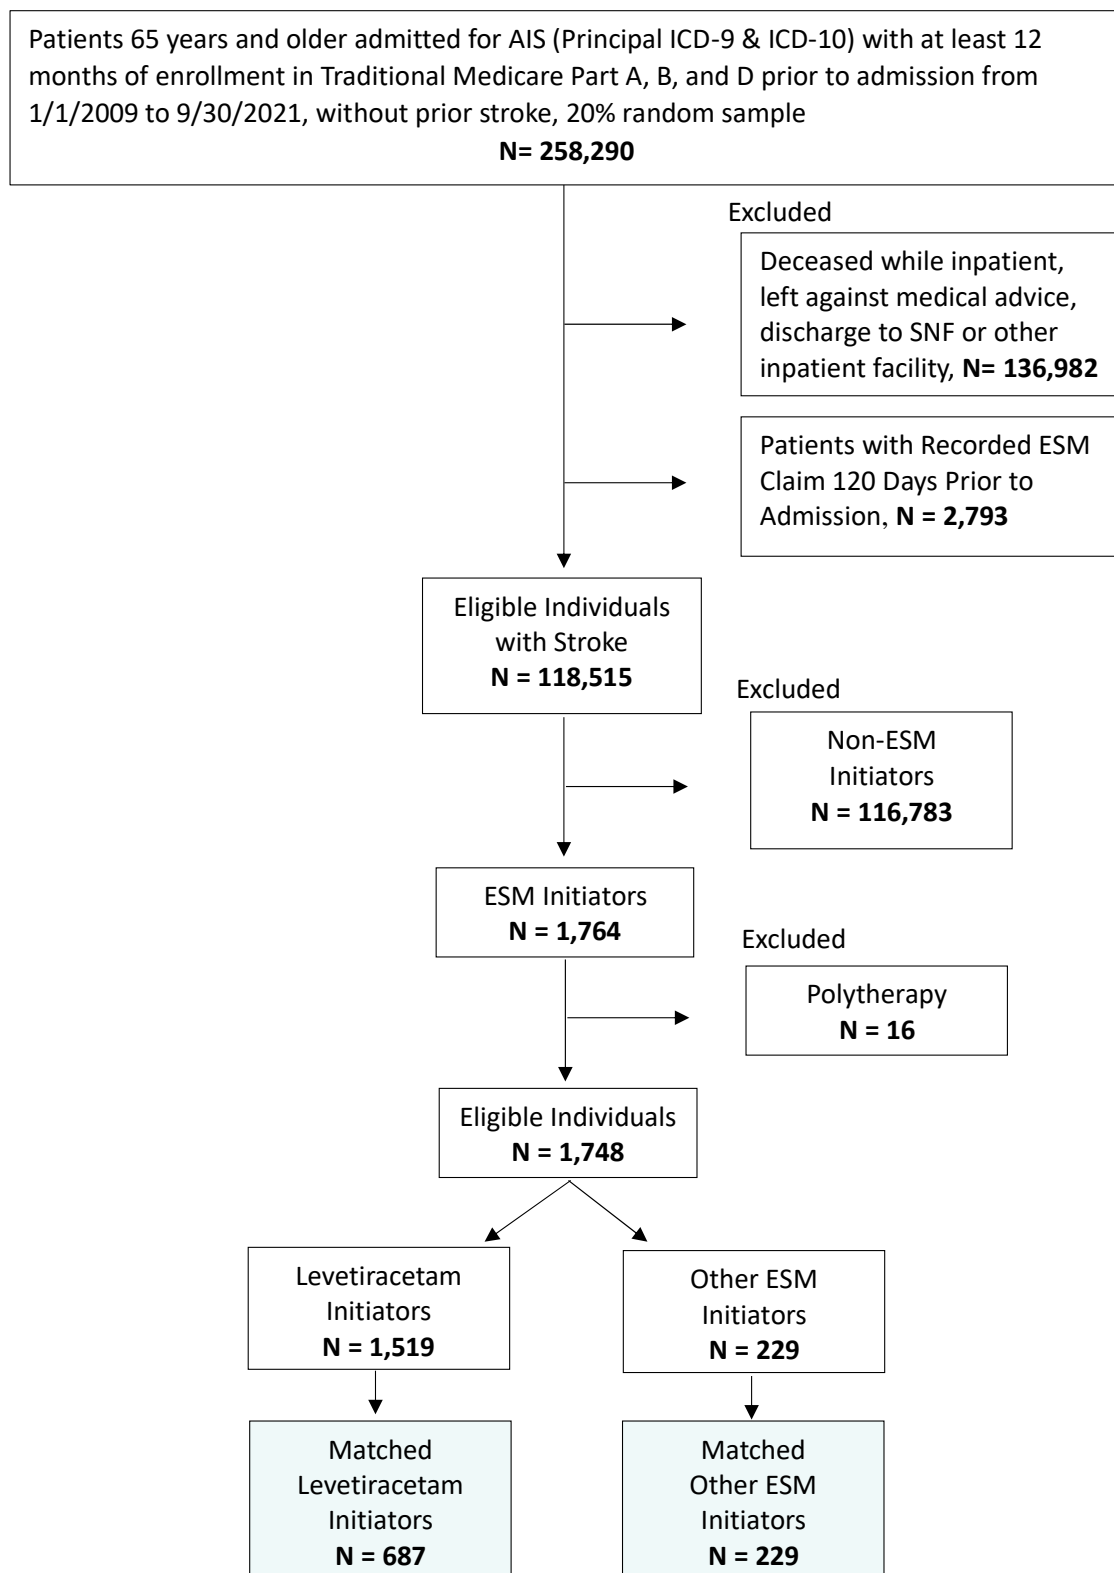 Patients 65 years and older admitted for AIS (Principal ICD-9 & ICD-10) with at least 12
months of enrollment in Traditional Medicare Part A, B, and D prior to admission from
1/1/2009 to 9/30/2021, without prior stroke, 20% random sample
N= 258,290
Excluded
Deceased while inpatient,
left against medical advice,
discharge to SNF or other
inpatient facility, N= 136,982
Patients with Recorded ESM
Claim 120 Days Prior to
Admission, N = 2,793
Eligible Individuals
with Stroke
N = 118,515
Excluded
Non-ESM
Initiators
N = 116,783
ESM Initiators
N = 1,764
Excluded
Polytherapy
N = 16
Eligible Individuals
N = 1,748
Levetiracetam
Initiators
N = 1,519
Other ESM
Initiators
N = 229
Matched
Levetiracetam
Initiators
N = 687
Matched
Other ESM
Initiators
N = 229